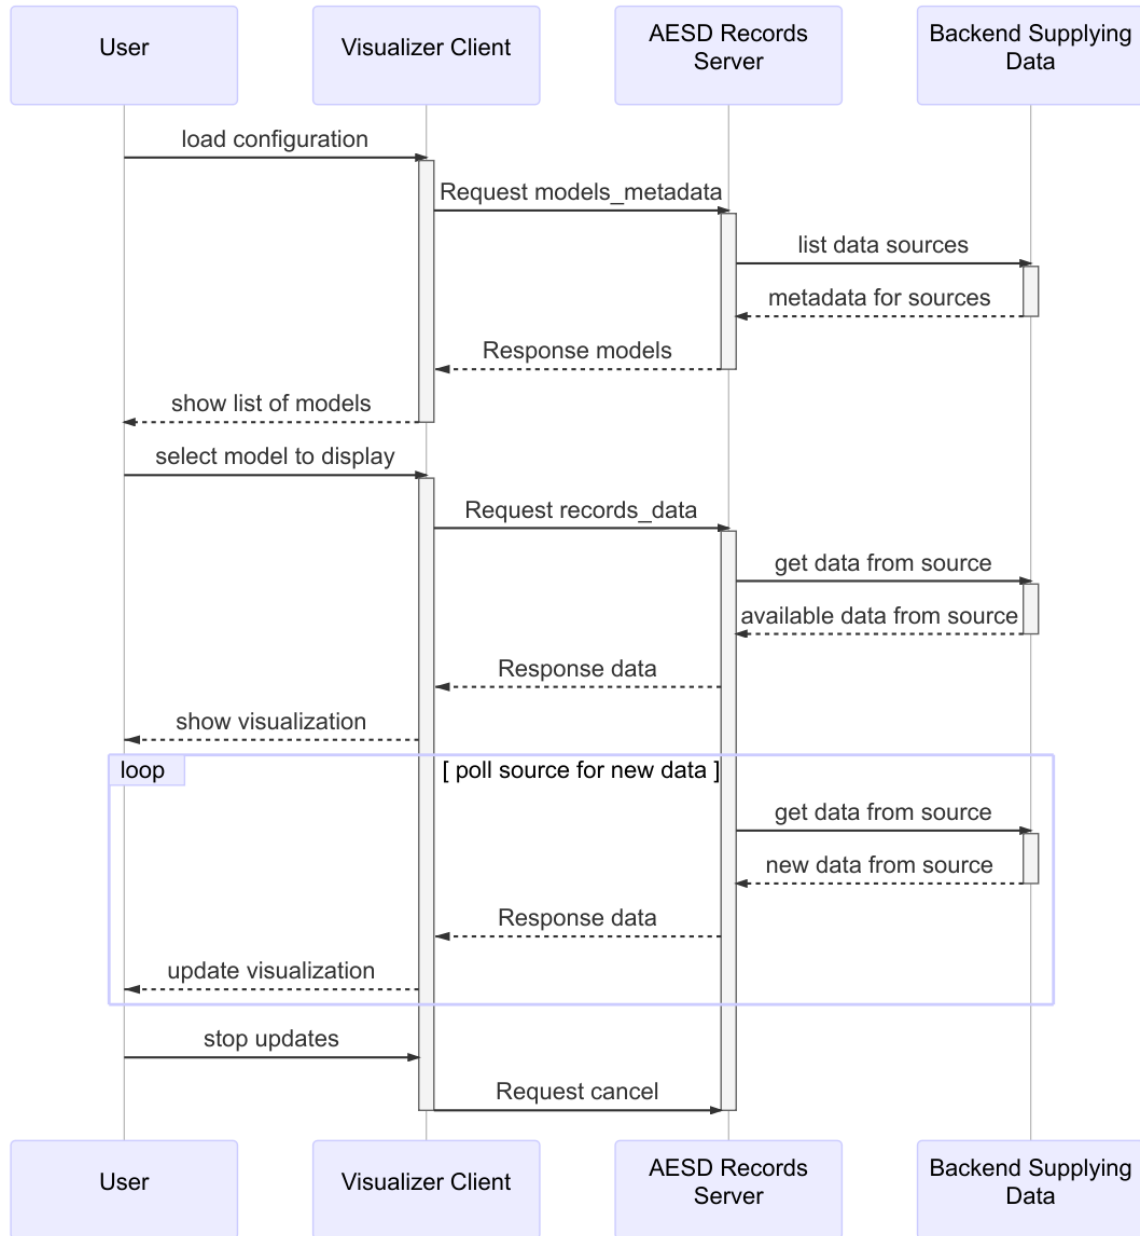 User
Visualizer Client
AESD Records
Server
Backend Supplying
Data
load configuration
Request models_metadata
list data sources
metadata for sources
Response models
show list of models
select model to display
Request records_data
get data from source
available data from source
Response data
show visualization
loop
[ poll source for new data ]
get data from source
new data from source
Response data
update visualization
stop updates
Request cancel
User
Visualizer Client
AESD Records
Server
Backend Supplying
Data